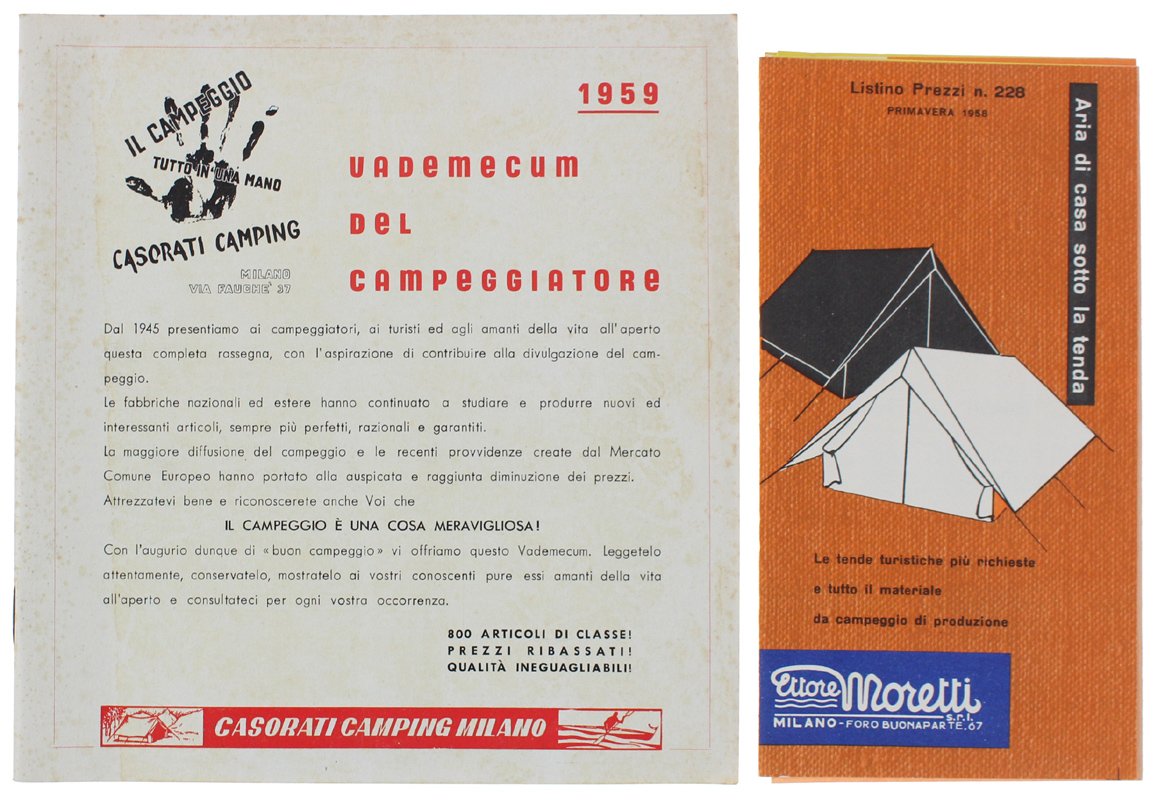 IL CAMPEGGIO
TUTTO IN UNA MANO
CASORATI CAMPING
MILANO
VIA FAUCHÈ 37
1959
VADEMECUM
DEL
CAMPEGGIATORE
Dal 1945 presentiamo ai campeggiatori, ai turisti ed agli amanti della vita all'aperto
questa completa rassegna, con l'aspirazione di contribuire alla divulgazione del cam-
peggio.
Le fabbriche nazionali ed estere hanno continuato a studiare e produrre nuovi ed
interessanti articoli, sempre più perfetti, razionali e garantiti.
La maggiore diffusione del campeggio e le recenti provvidenze create dal Mercato
Comune Europeo hanno portato alla auspicata e raggiunta diminuzione dei prezzi.
Attrezzatevi bene e riconoscerete anche Voi che
IL CAMPEGGIO È UNA COSA MERAVIGLIOSA!
Con l'augurio dunque di «buon campeggio» vi offriamo questo Vademecum. Leggetelo
attentamente, conservatelo, mostratelo ai vostri conoscenti pure essi amanti della vita
all'aperto e consultateci per ogni vostra occorrenza.
800 ARTICOLI DI CLASSE!
PREZZI RIBASSATI!
QUALITÀ INEGUAGLIABILI!
CASORATI CAMPING MILANO
Listino Prezzi n. 228
PRIMAVERA 1958
Aria di casa sotto la tenda
Le tende turistiche più richieste
e tutto il materiale
da campeggio di produzione
Ettore Moretti
s.r.l.
MILANO - FORO BUONAPARTE, 67